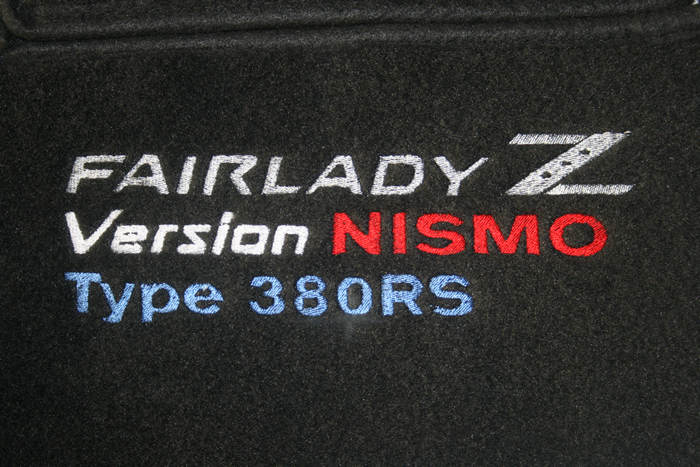 FAIRLADY Z
Version NISMO
Type 380RS